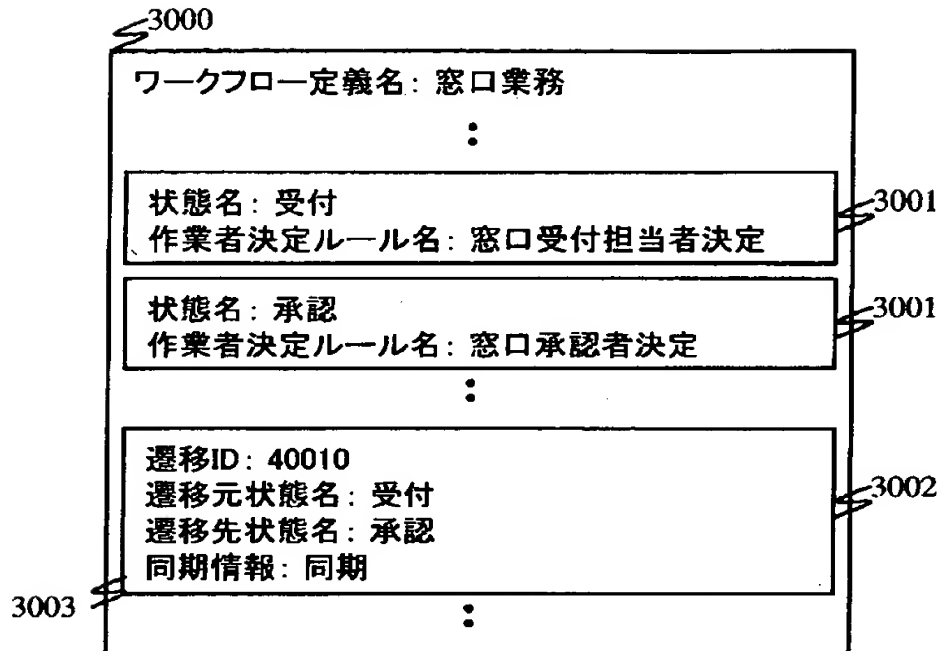 3000
ワークフロー定義名: 窓口業務
:
状態名: 受付
作業者決定ルール名: 窓口受付担当者決定
3001
状態名: 承認
作業者決定ルール名: 窓口承認者決定
3001
:
遷移ID: 40010
遷移元状態名: 受付
遷移先状態名: 承認
同期情報: 同期
3002
3003
: